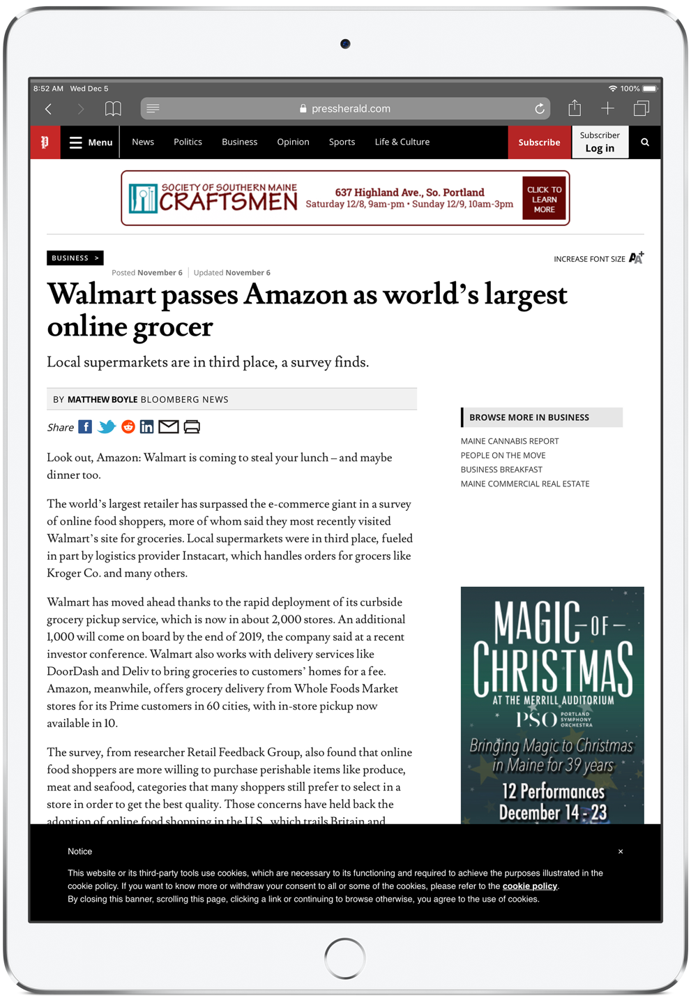 8:52 AM Wed Dec 5
100%
pressherald.com
P
Menu
News
Politics
Business
Opinion
Sports
Life & Culture
Subscribe
Subscriber
Log in
SOCIETY OF SOUTHERN MAINE
CRAFTSMEN
637 Highland Ave., So. Portland
Saturday 12/8, 9am-pm • Sunday 12/9, 10am-3pm
CLICK TO
LEARN
MORE
BUSINESS >
INCREASE FONT SIZE AA+
Posted November 6 | Updated November 6
Walmart passes Amazon as world's largest
online grocer
Local supermarkets are in third place, a survey finds.
BY MATTHEW BOYLE BLOOMBERG NEWS
Share
Look out, Amazon: Walmart is coming to steal your lunch – and maybe
dinner too.
The world's largest retailer has surpassed the e-commerce giant in a survey
of online food shoppers, more of whom said they most recently visited
Walmart's site for groceries. Local supermarkets were in third place, fueled
in part by logistics provider Instacart, which handles orders for grocers like
Kroger Co. and many others.
Walmart has moved ahead thanks to the rapid deployment of its curbside
grocery pickup service, which is now in about 2,000 stores. An additional
1,000 will come on board by the end of 2019, the company said at a recent
investor conference. Walmart also works with delivery services like
DoorDash and Deliv to bring groceries to customers' homes for a fee.
Amazon, meanwhile, offers grocery delivery from Whole Foods Market
stores for its Prime customers in 60 cities, with in-store pickup now
available in 10.
The survey, from researcher Retail Feedback Group, also found that online
food shoppers are more willing to purchase perishable items like produce,
meat and seafood, categories that many shoppers still prefer to select in a
store in order to get the best quality. Those concerns have held back the
adoption of online food shopping in the U.S., which trails Britain and
BROWSE MORE IN BUSINESS
MAINE CANNABIS REPORT
PEOPLE ON THE MOVE
BUSINESS BREAKFAST
MAINE COMMERCIAL REAL ESTATE
MAGIC-OF-
CHRISTMAS
AT THE MERRILL AUDITORIUM
PSO PORTLAND
SYMPHONY
ORCHESTRA
Bringing Magic to Christmas
in Maine for 39 years
12 Performances
December 14 - 23
Notice
×
This website or its third-party tools use cookies, which are necessary to its functioning and required to achieve the purposes illustrated in the
cookie policy. If you want to know more or withdraw your consent to all or some of the cookies, please refer to the cookie policy.
By closing this banner, scrolling this page, clicking a link or continuing to browse otherwise, you agree to the use of cookies.